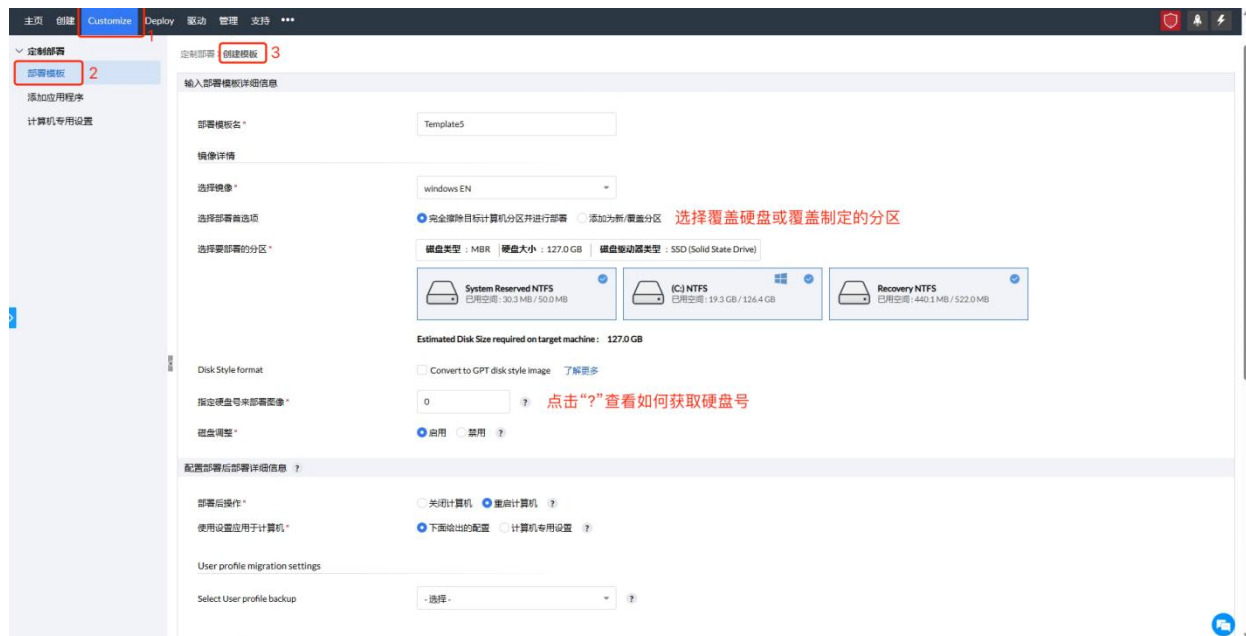 主页 创建 Customize Deploy 驱动 管理 支持 •••
1
定制部署
部署模板 2
添加应用程序
计算机专用设置
定制部署 : 创建模板 3
输入部署模板详细信息
部署模板名 * Template5
镜像详情
选择镜像 * windows EN
选择部署首选项 完全擦除目标计算机分区并进行部署 添加为新/覆盖分区 选择覆盖硬盘或覆盖制定的分区
选择要部署的分区 * 磁盘类型 : MBR 硬盘大小 : 127.0 GB 磁盘驱动器类型 : SSD (Solid State Drive)
System Reserved NTFS
已用空间 : 30.3 MB / 50.0 MB
(C:) NTFS
已用空间 : 19.3 GB / 126.4 GB
Recovery NTFS
已用空间 : 440.1 MB / 522.0 MB
Estimated Disk Size required on target machine : 127.0 GB
Disk Style format Convert to GPT disk style image 了解更多
指定硬盘号来部署图像 * 0 ? 点击“?”查看如何获取硬盘号
磁盘调整 * 启用 禁用 ?
配置部署后部署详细信息 ?
部署后操作 * 关闭计算机 重启计算机 ?
使用设置应用于计算机 * 下面给出的配置 计算机专用设置 ?
User profile migration settings
Select User profile backup - 选择 - ?